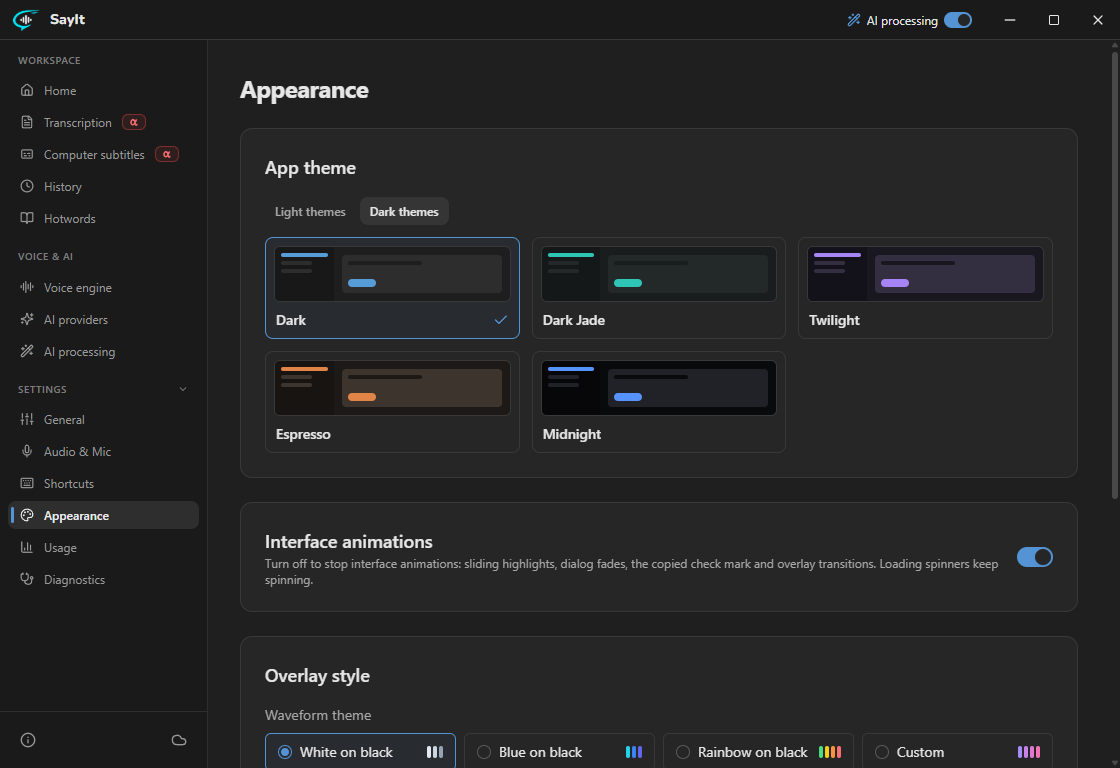 SayIt
AI processing
WORKSPACE
Home
Transcription α
Computer subtitles α
History
Hotwords
VOICE & AI
Voice engine
AI providers
AI processing
SETTINGS
General
Audio & Mic
Shortcuts
Appearance
Usage
Diagnostics
Appearance
App theme
Light themes
Dark themes
Dark
Dark Jade
Twilight
Espresso
Midnight
Interface animations
Turn off to stop interface animations: sliding highlights, dialog fades, the copied check mark and overlay transitions. Loading spinners keep
spinning.
Overlay style
Waveform theme
White on black
Blue on black
Rainbow on black
Custom